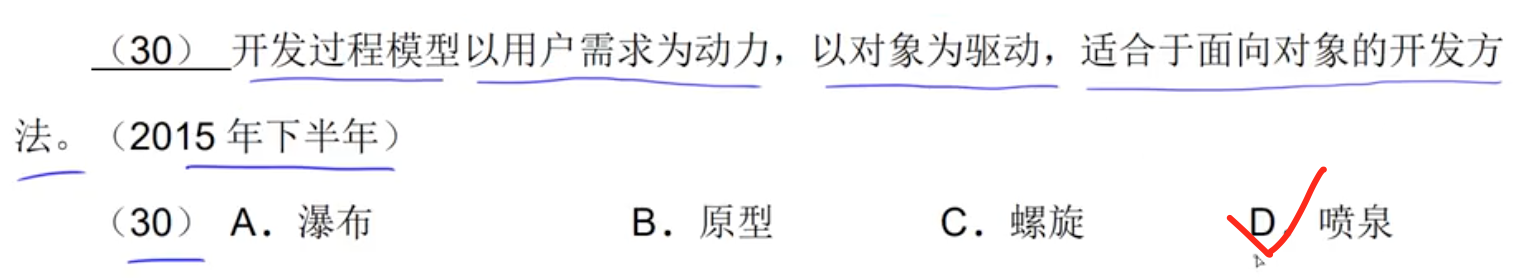 （30） 开发过程模型以用户需求为动力，以对象为驱动，适合于面向对象的开发方
法。（2015 年下半年）
（30） A．瀑布 B．原型 C．螺旋 D．喷泉